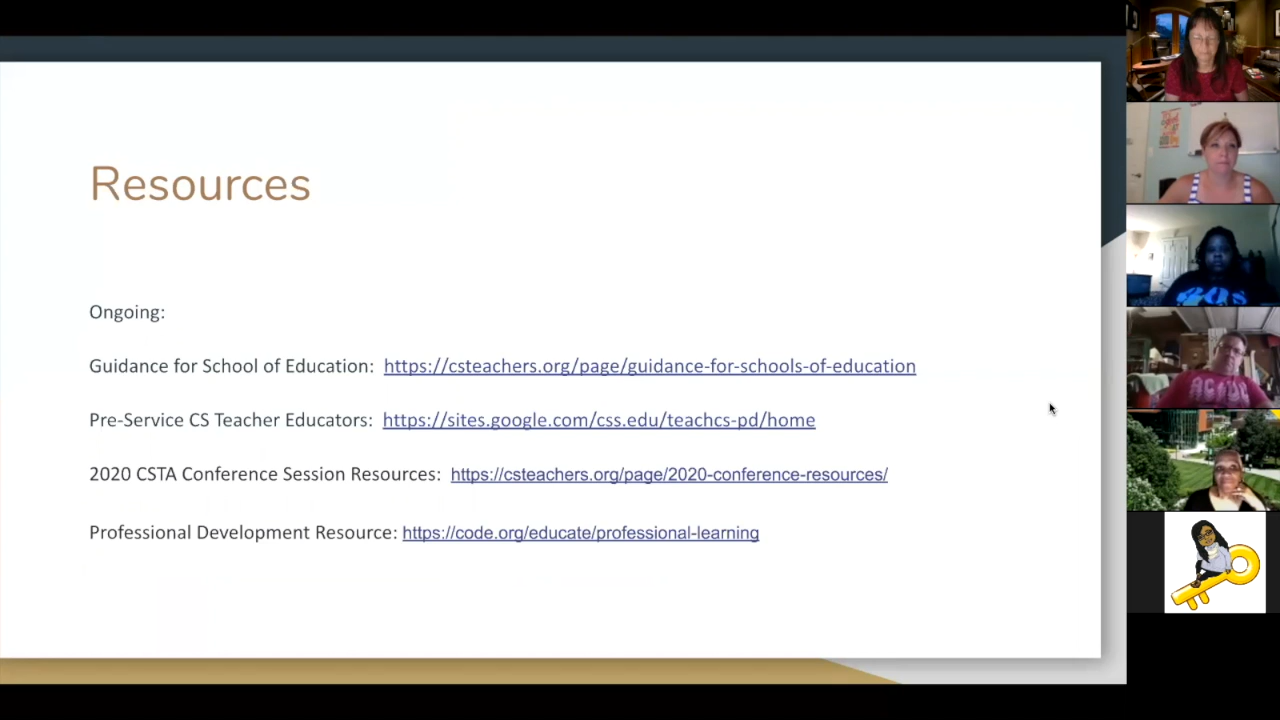 Resources
Ongoing:
Guidance for School of Education: https://csteachers.org/page/guidance-for-schools-of-education
Pre-Service CS Teacher Educators: https://sites.google.com/css.edu/teachcs-pd/home
2020 CSTA Conference Session Resources: https://csteachers.org/page/2020-conference-resources/
Professional Development Resource: https://code.org/educate/professional-learning